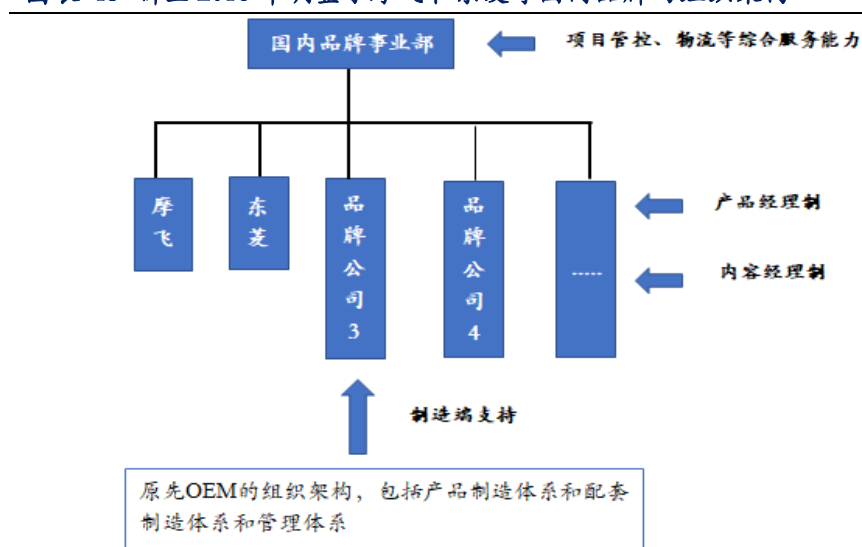 国内品牌事业部
项目管控、物流等综合服务能力
摩飞
东菱
品牌公司3
品牌公司4
-----
产品经理制
内容经理制
制造端支持
原先OEM的组织架构，包括产品制造体系和配套
制造体系和管理体系